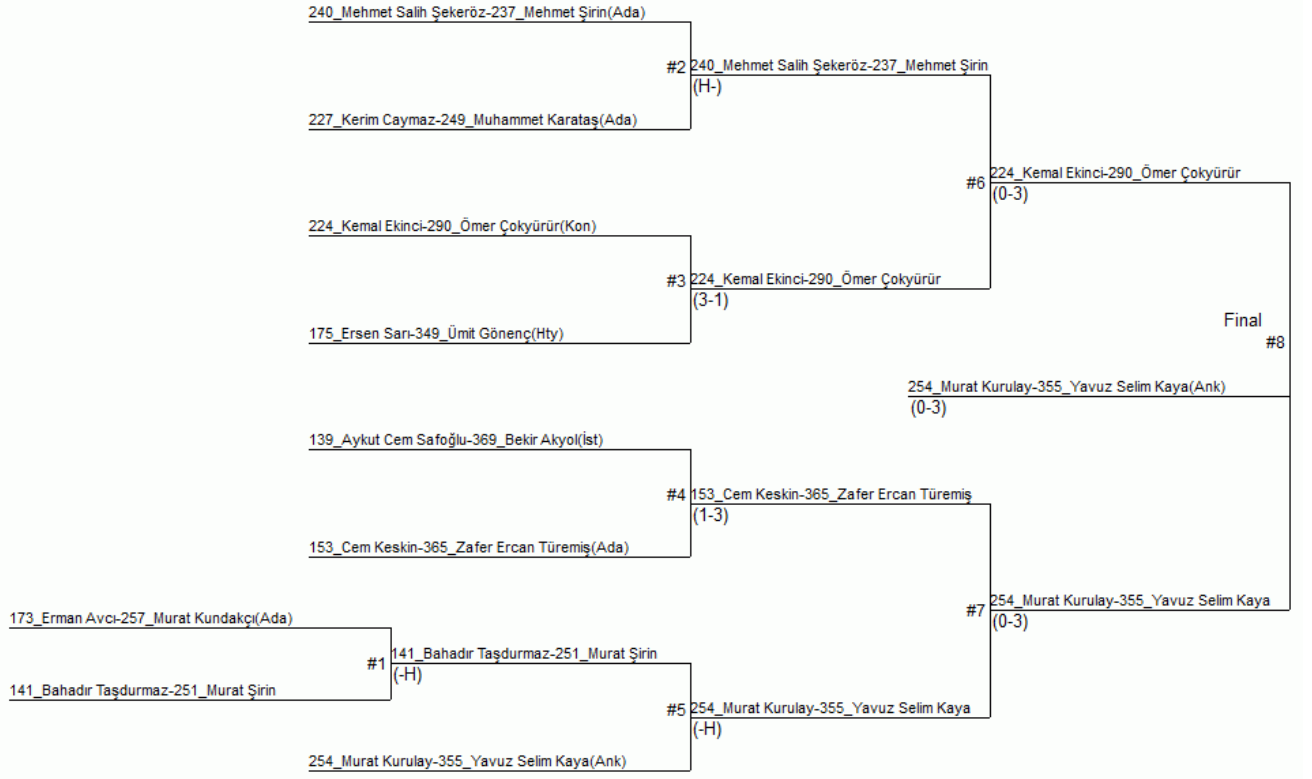 240_Mehmet Salih Şekeröz-237_Mehmet Şirin(Ada)
#2 240_Mehmet Salih Şekeröz-237_Mehmet Şirin
(H-)
227_Kerim Caymaz-249_Muhammet Karataş(Ada)
#6 224_Kemal Ekinci-290_Ömer Çokyürür
(0-3)
224_Kemal Ekinci-290_Ömer Çokyürür(Kon)
#3 224_Kemal Ekinci-290_Ömer Çokyürür
(3-1)
175_Ersen Sarı-349_Ümit Gönenç(Hty)
Final
#8
254_Murat Kurulay-355_Yavuz Selim Kaya(Ank)
(0-3)
139_Aykut Cem Safoğlu-369_Bekir Akyol(İst)
#4 153_Cem Keskin-365_Zafer Ercan Türemiş
(1-3)
153_Cem Keskin-365_Zafer Ercan Türemiş(Ada)
#7 254_Murat Kurulay-355_Yavuz Selim Kaya
(0-3)
173_Erman Avcı-257_Murat Kundakçı(Ada)
#1 141_Bahadır Taşdurmaz-251_Murat Şirin
(-H)
141_Bahadır Taşdurmaz-251_Murat Şirin
#5 254_Murat Kurulay-355_Yavuz Selim Kaya
(-H)
254_Murat Kurulay-355_Yavuz Selim Kaya(Ank)